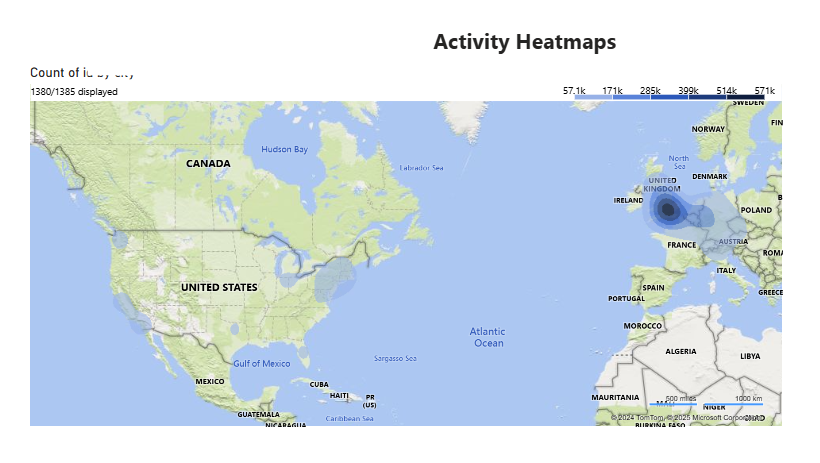 Activity Heatmaps
Count of id by city
1380/1385 displayed
57.1k 171k 285k 399k 514k 571k
SWEDEN
NORWAY
FIN
CANADA
Hudson Bay
Labrador Sea
North
Sea
DENMARK
UNITED
KINGDOM
IRELAND
POLAND
B
AUSTRIA
FRANCE
ROMA
ITALY
UNITED STATES
SPAIN
PORTUGAL
GREECE
Atlantic
Ocean
MOROCCO
ALGERIA
LIBYA
Gulf of Mexico
Sargasso Sea
MEXICO
CUBA
HAITI
PR
(US)
MAURITANIA
500 miles
1000 km
MALI
NIGER
CHAD
GUATEMALA
Caribbean Sea
© 2024 TomTom, © 2025 Microsoft Corporation
NICARAGUA
BURKINA FASO